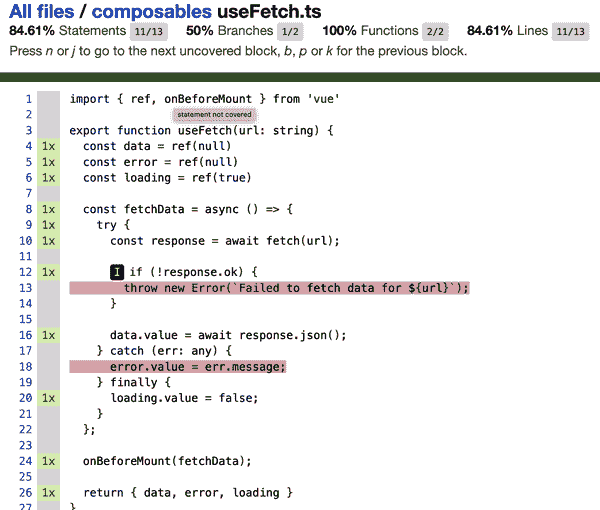 All files / composables useFetch.ts
84.61% Statements 11/13 50% Branches 1/2 100% Functions 2/2 84.61% Lines 11/13
Press n or j to go to the next uncovered block, b, p or k for the previous block.
1 import { ref, onBeforeMount } from 'vue'
2 statement not covered
3 export function useFetch(url: string) {
4 1x const data = ref(null)
5 1x const error = ref(null)
6 1x const loading = ref(true)
7
8 1x const fetchData = async () => {
9 1x try {
10 1x const response = await fetch(url);
11
12 1x I if (!response.ok) {
13 throw new Error(`Failed to fetch data for ${url}`);
14 }
15
16 1x data.value = await response.json();
17 } catch (err: any) {
18 error.value = err.message;
19 } finally {
20 1x loading.value = false;
21 }
22 };
23
24 1x onBeforeMount(fetchData);
25
26 1x return { data, error, loading }
27 }